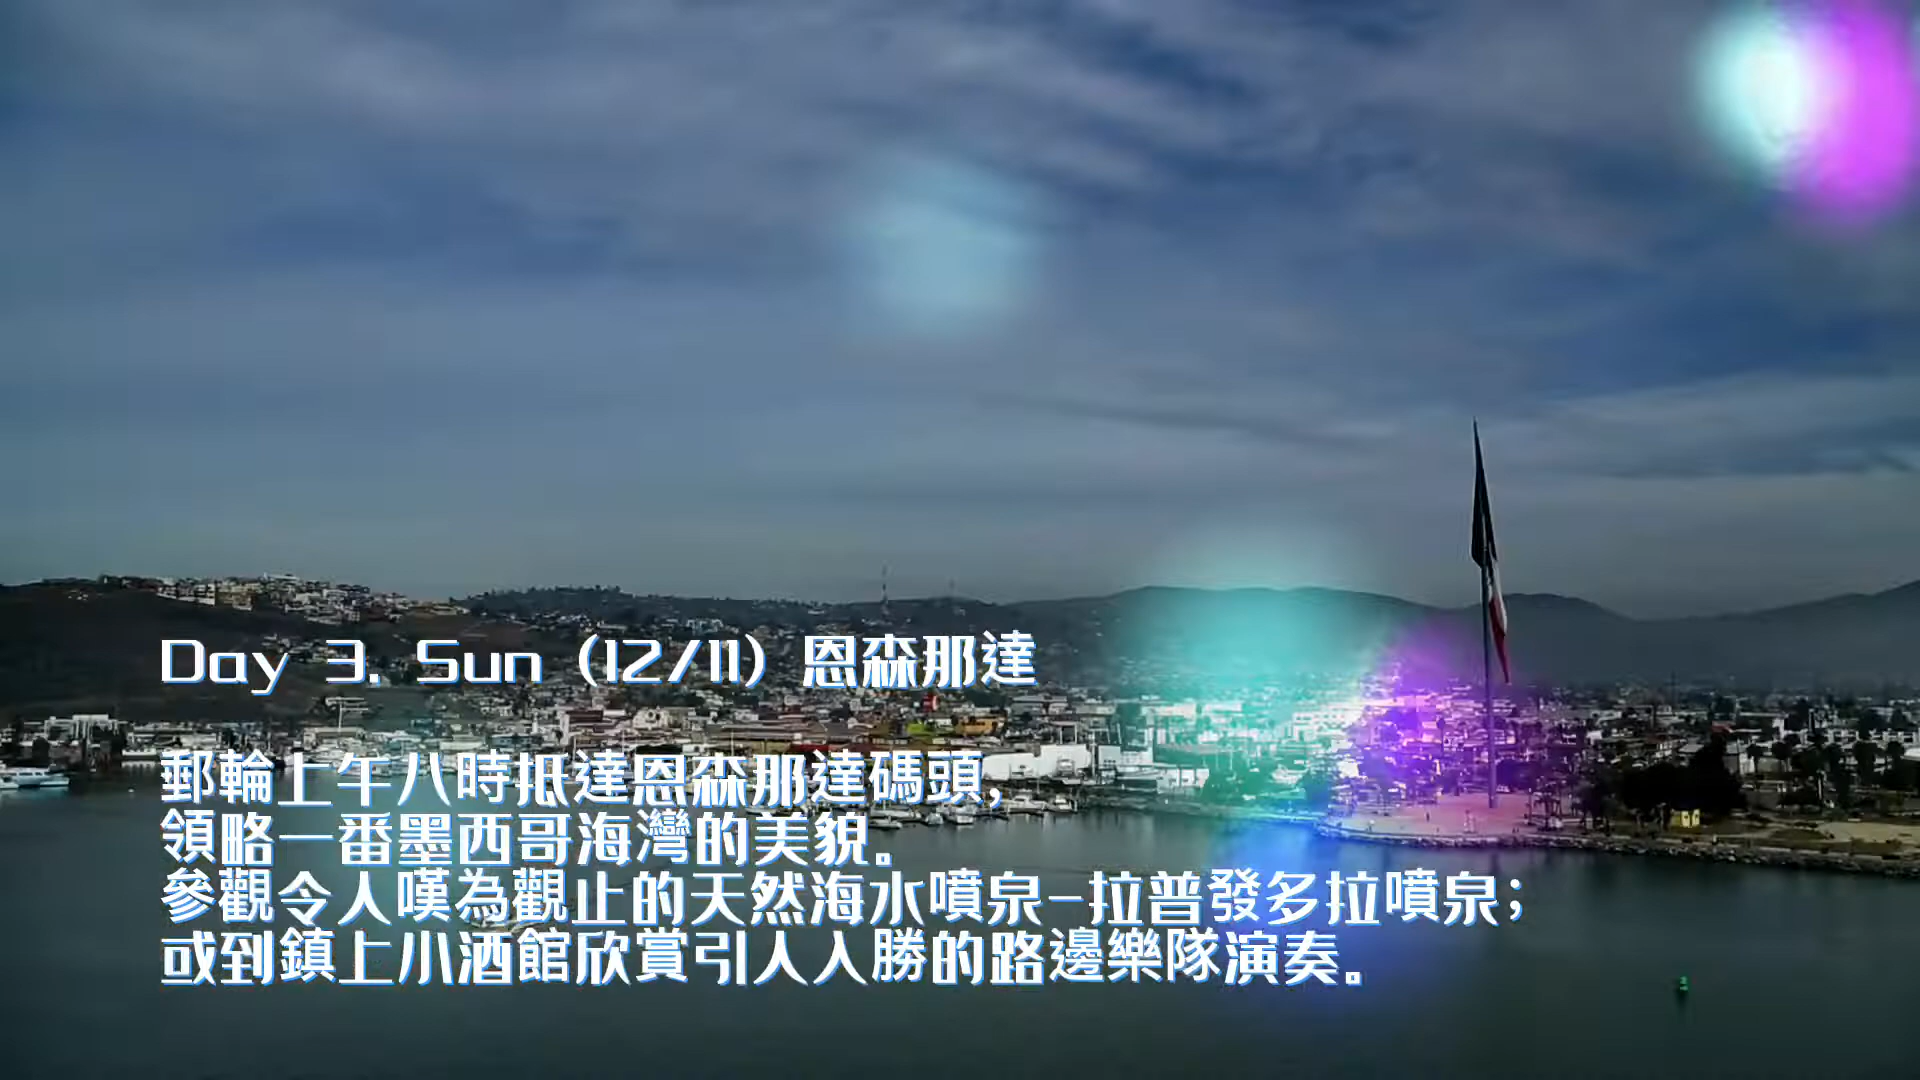 Day 3. Sun (12/11) 恩森那達
郵輪上午八時抵達恩森那達碼頭,
領略一番墨西哥海灣的美貌。
參觀令人嘆為觀止的天然海水噴泉-拉普發多拉噴泉;
或到鎮上小酒館欣賞引人入勝的路邊樂隊演奏。